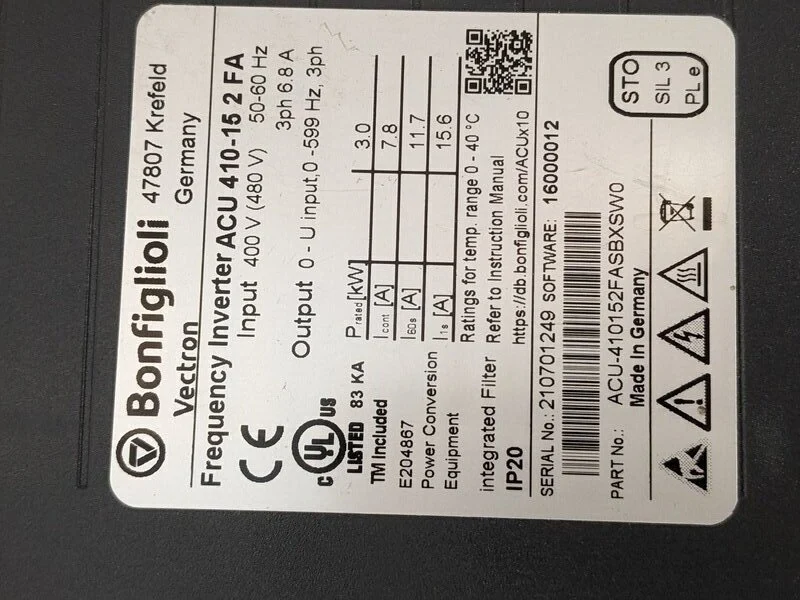 Bonfiglioli 47807 Krefeld
Vectron Germany
Frequency Inverter ACU 410-15 2 FA
Input 400 V (480 V) 50-60 Hz
3ph 6.8 A
Output 0 - U input,0 -599 Hz, 3ph
CE
c UL US
LISTED 83 KA
TM Included
E204867
Power Conversion
Equipment
P rated [kW] 3.0
I cont [A] 7.8
I 60s [A] 11.7
I 1s [A] 15.6
integrated Filter
IP20
Ratings for temp. range 0 - 40 °C
Refer to Instruction Manual
https://db.bonfiglioli.com/ACUx10
SERIAL No.: 210701249 SOFTWARE: 16000012
PART No.: ACU-410152FASBXSW0
Made In Germany
STO
SIL 3
PL e